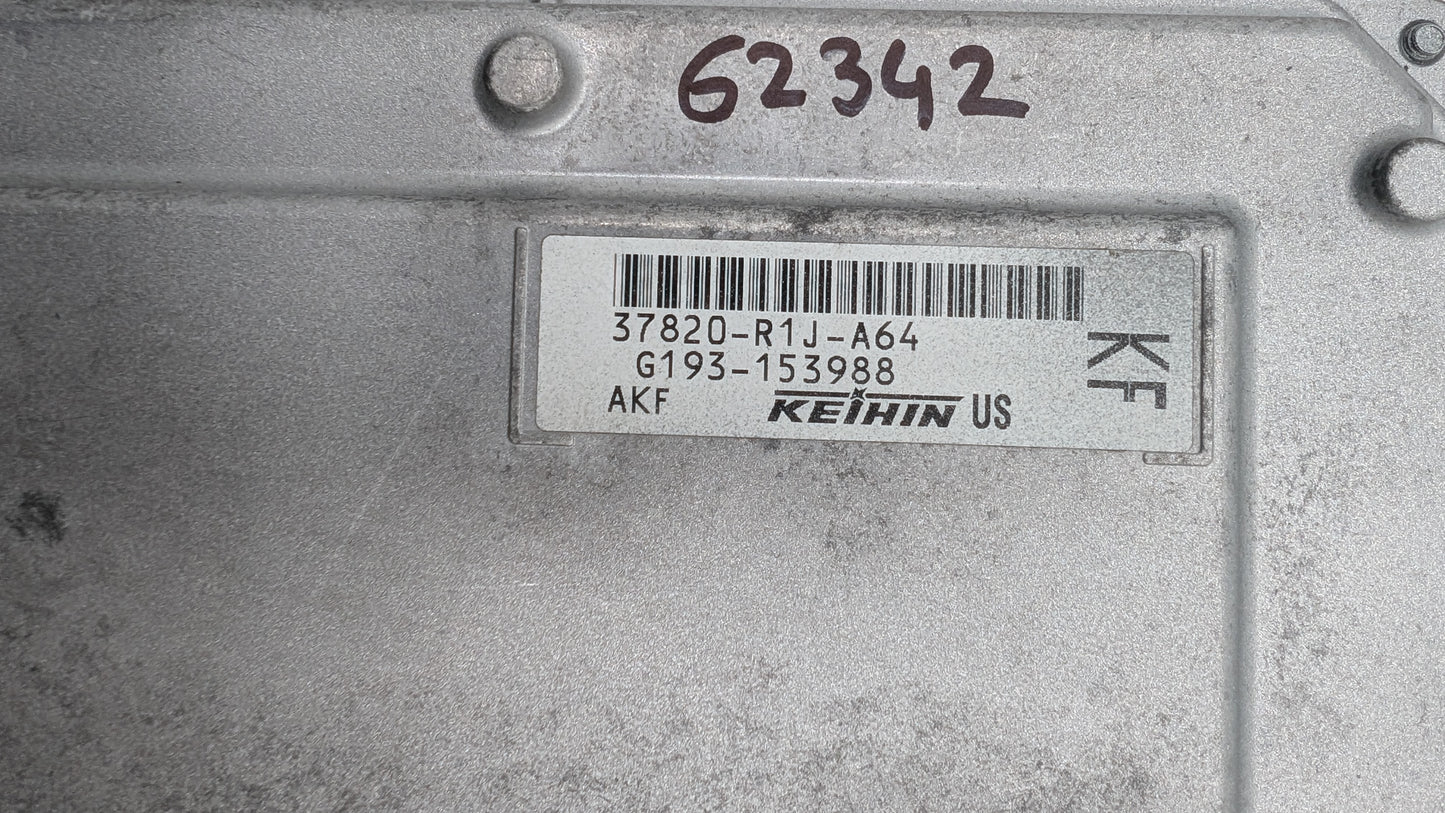 62342
37820-R1J-A64
G193-153988
AKF KEIHIN US
KF